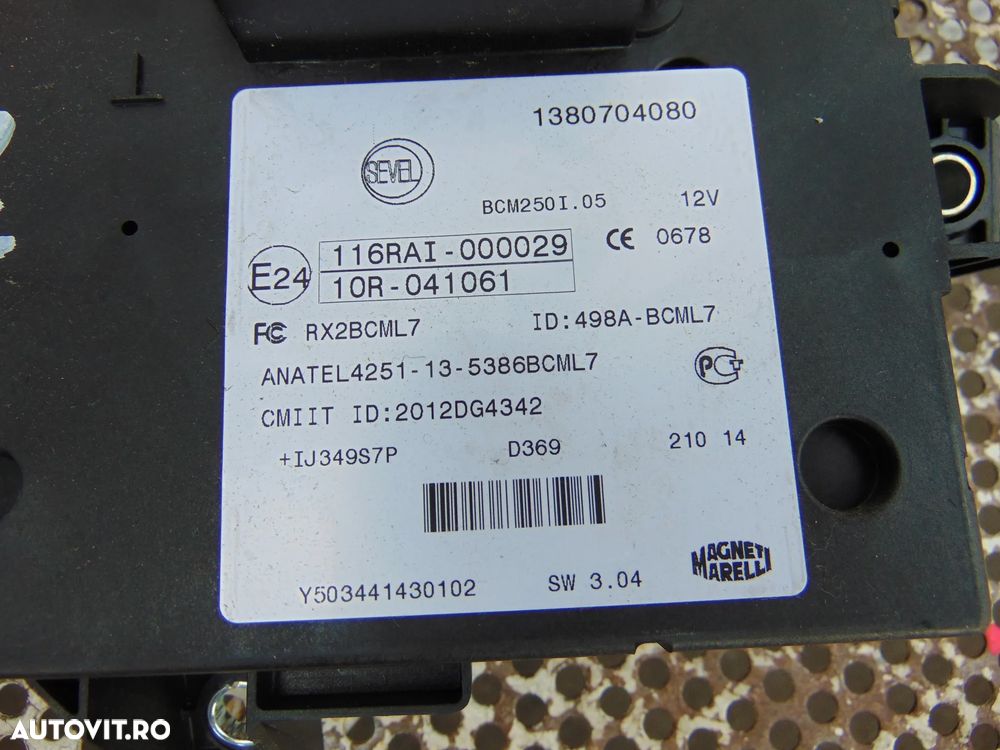 1380704080
SEVEL
BCM250I.05 12V
E24 116RAI-000029 CE 0678
10R-041061
FC RX2BCML7 ID:498A-BCML7
ANATEL4251-13-5386BCML7 PCT
CMIIT ID:2012DG4342
+IJ349S7P D369 210 14
MAGNETI
MARELLI
Y503441430102 SW 3.04
AUTOVIT.RO